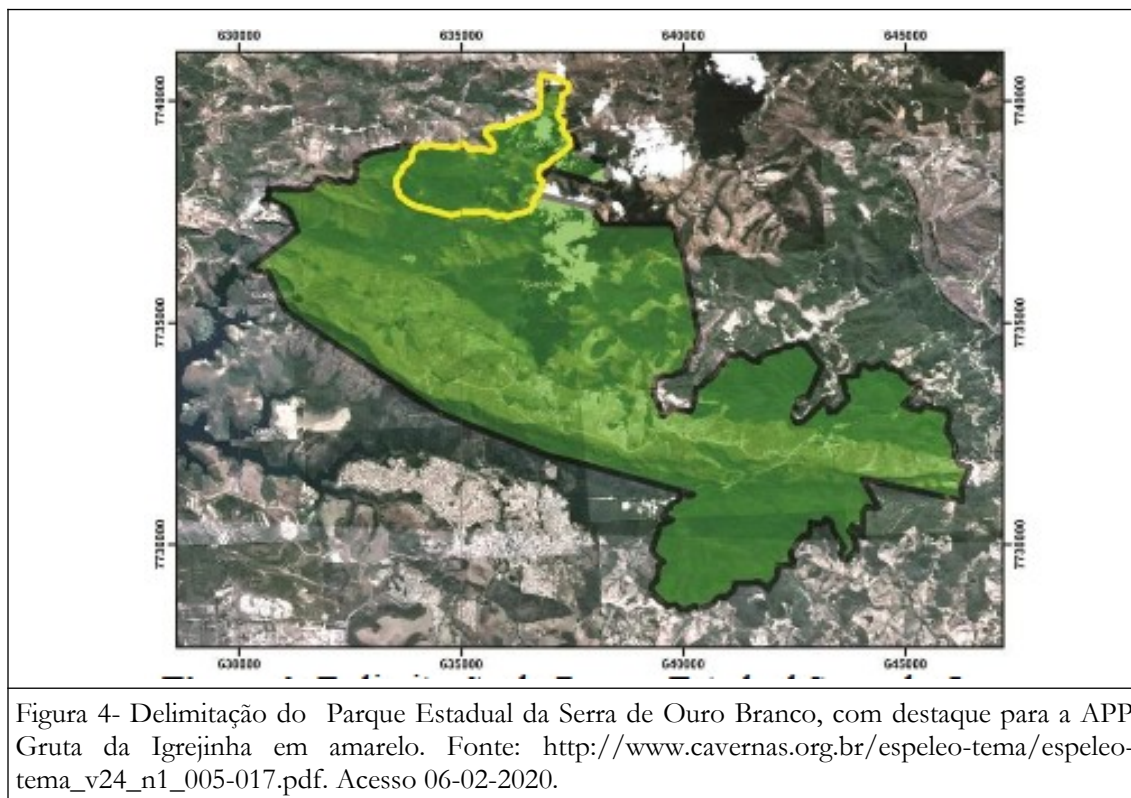 630000 635000 640000 645000
7740000 7740000
7735000 7735000
7730000 7730000
630000 635000 640000 645000
Figura 4- Delimitação do Parque Estadual da Serra de Ouro Branco, com destaque para a APP
Gruta da Igrejinha em amarelo. Fonte: http://www.cavernas.org.br/espeleo-tema/espeleo-
tema_v24_n1_005-017.pdf. Acesso 06-02-2020.